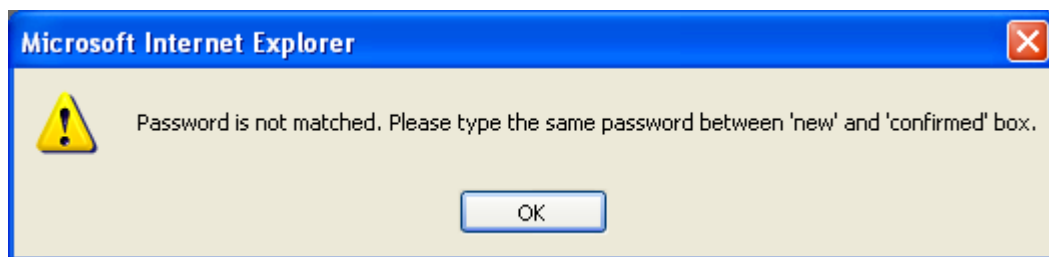 Microsoft Internet Explorer
Password is not matched. Please type the same password between 'new' and 'confirmed' box.
OK